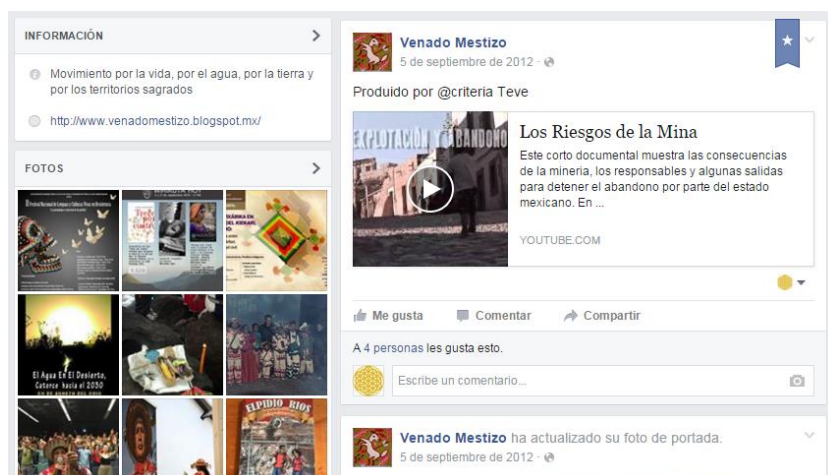 INFORMACIÓN
Movimiento por la vida, por el agua, por la tierra y
por los territorios sagrados
http://www.venadomestizo.blogspot.mx/
FOTOS
El Agua En El Desierto,
Catorce hacia el 2030
ELPIDIO RIOS
Venado Mestizo
5 de septiembre de 2012 ·
Produido por @criteria Teve
EXPLOTACIÓN Y ABANDONO
Los Riesgos de la Mina
Este corto documental muestra las consecuencias
de la mineria, los responsables y algunas salidas
para detener el abandono por parte del estado
mexicano. En ...
YOUTUBE.COM
Me gusta
Comentar
Compartir
A 4 personas les gusta esto.
Escribe un comentario...
Venado Mestizo ha actualizado su foto de portada.
5 de septiembre de 2012 ·